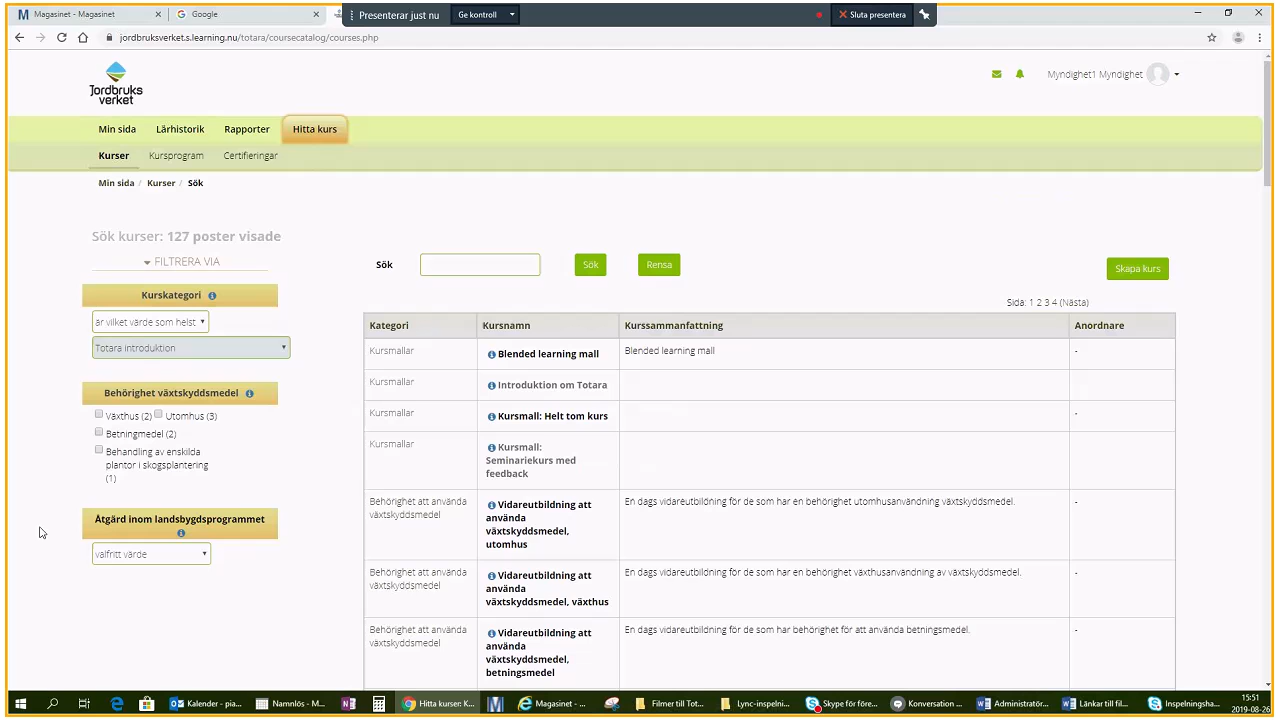 Magasinet - Magasinet
Google
Presenterar just nu
Ge kontroll
Sluta presentera
jordbruksverket.s.learning.nu/totara/coursecatalog/courses.php
Jordbruks
verket
Myndighet1 Myndighet
Min sida
Lärhistorik
Rapporter
Hitta kurs
Kurser
Kursprogram
Certifieringar
Min sida / Kurser / Sök
Sök kurser: 127 poster visade
FILTRERA VIA
Sök
Sök
Rensa
Skapa kurs
Kurskategori
är vilket värde som helst
Totara introduktion
Behörighet växtskyddsmedel
Växthus (2) Utomhus (3)
Betningmedel (2)
Behandling av enskilda
plantor i skogsplantering
(1)
Åtgärd inom landsbygdsprogrammet
valfritt värde
Sida: 1 2 3 4 (Nästa)
Kategori Kursnamn Kurssammanfattning Anordnare
Kursmallar Blended learning mall Blended learning mall -
Kursmallar Introduktion om Totara
Kursmallar Kursmall: Helt tom kurs -
Kursmallar Kursmall:
Seminariekurs med
feedback
Behörighet att använda
växtskyddsmedel
Vidareutbildning att
använda
växtskyddsmedel,
utomhus
En dags vidareutbildning för de som har en behörighet utomhusanvändning växtskyddsmedel. -
Behörighet att använda
växtskyddsmedel
Vidareutbildning att
använda
växtskyddsmedel, växthus
En dags vidareutbildning för de som har en behörighet växthusanvändning av växtskyddsmedel. -
Behörighet att använda
växtskyddsmedel
Vidareutbildning att
använda
växtskyddsmedel,
betningsmedel
En dags vidareutbildning för de som har behörighet för att använda betningsmedel. -
Kalender - pia...
Namnlös - M...
Hitta kurser: K...
Magasinet - ...
Filmer till Tot...
Lync-inspelni...
Skype för före...
Konversation ...
Administratör...
Länkar till fil...
Inspelningsha...
15:51
2019-08-26